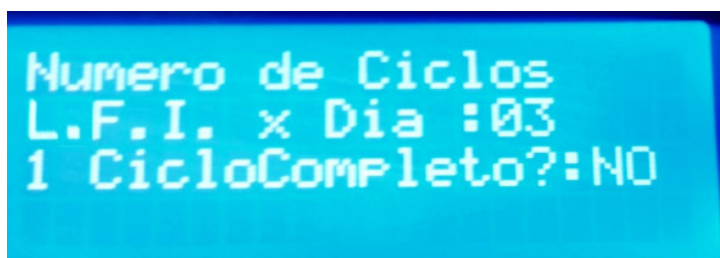 Numero de Ciclos
L.F.I. x Dia :03
1 CicloCompleto?:NO